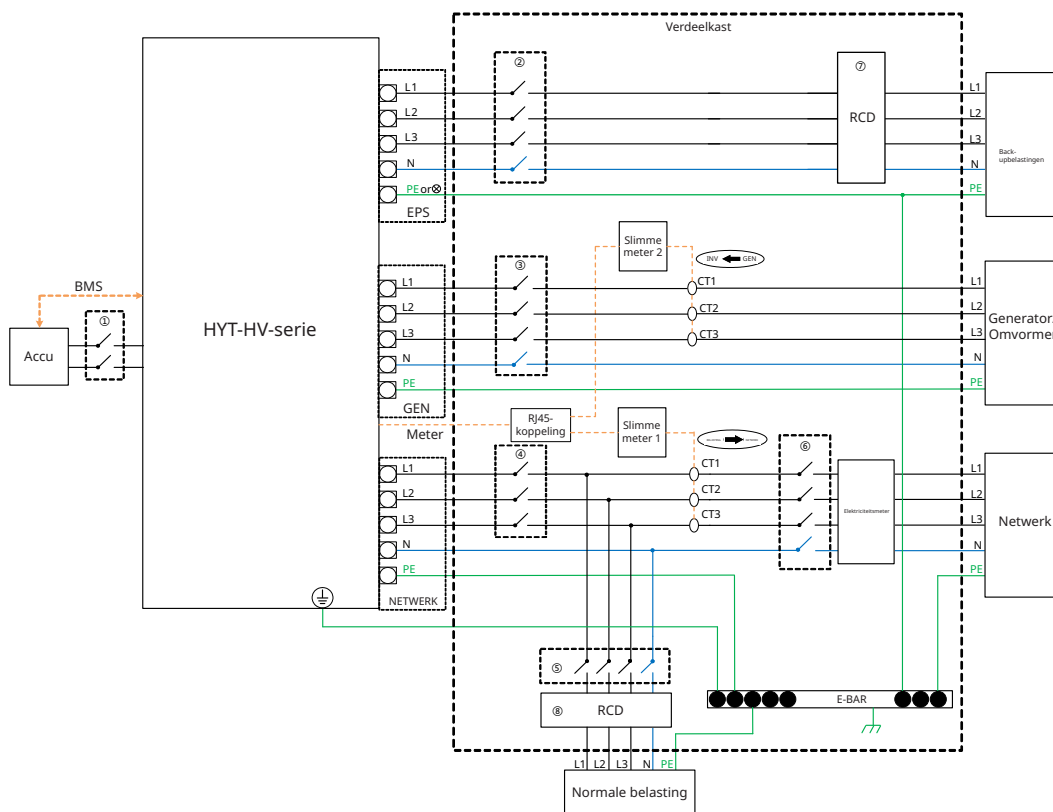 Verdeelkast
HYT-HV-serie
BMS
Accu
①
②
⑦
RCD
L1
L2
L3
N
PEor⊗
EPS
L1
L2
L3
N
PE
Back-
upbelastingen
Slimme
meter 2
INV GEN
③
CT1
CT2
CT3
L1
L2
L3
N
PE
GEN
L1
L2
L3
N
PE
Generator
Omvormer
Meter
RJ45-
koppeling
Slimme
meter 1
④
⑥
CT1
CT2
CT3
L1
L2
L3
N
PE
NETWERK
Elektriciteitsmeter
L1
L2
L3
N
PE
Netwerk
⑤
⑧
RCD
E-BAR
L1 L2 L3 N PE
Normale belasting